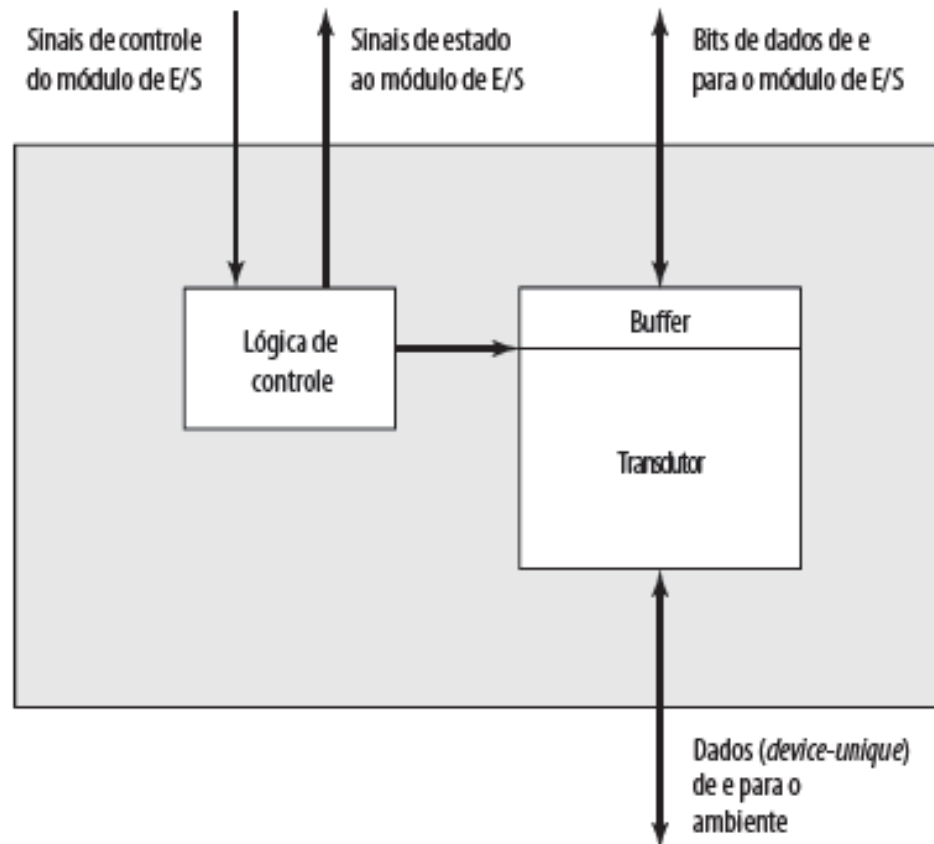 Sinais de controle
do módulo de E/S
Sinais de estado
ao módulo de E/S
Bits de dados de e
para o módulo de E/S
Lógica de
controle
Buffer
Transdutor
Dados (device-unique)
de e para o
ambiente